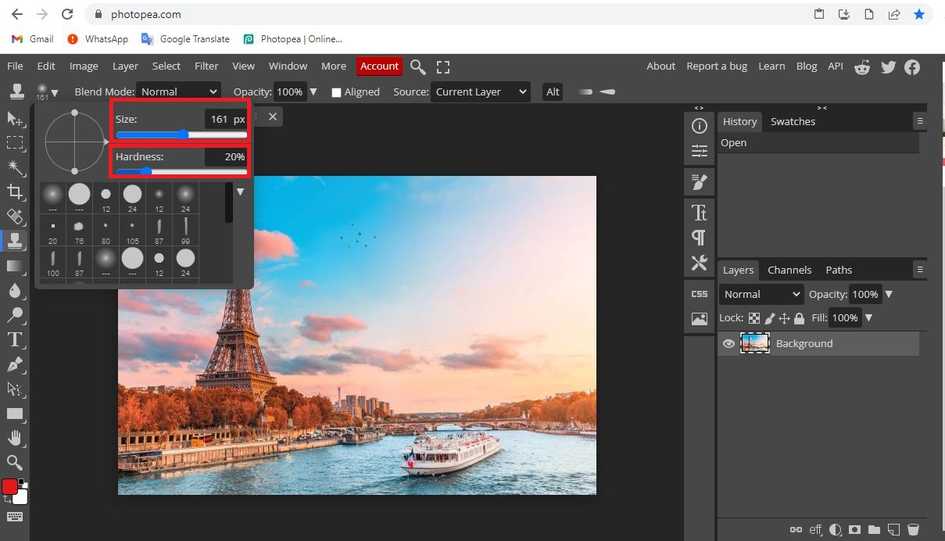 photopea.com
Gmail WhatsApp Google Translate Photopea | Online...
File Edit Image Layer Select Filter View Window More Account About Report a bug Learn Blog API
161 Blend Mode: Normal Opacity: 100% Aligned Source: Current Layer Alt
Size: 161 px
Hardness: 20%
--- --- 12 24 12 24
20 76 80 105 87 99
100 87 --- --- 12 24
< > > <
History Swatches
Open
Tt
CSS
Layers Channels Paths
Normal Opacity: 100%
Lock: Fill: 100%
Background
T
eff